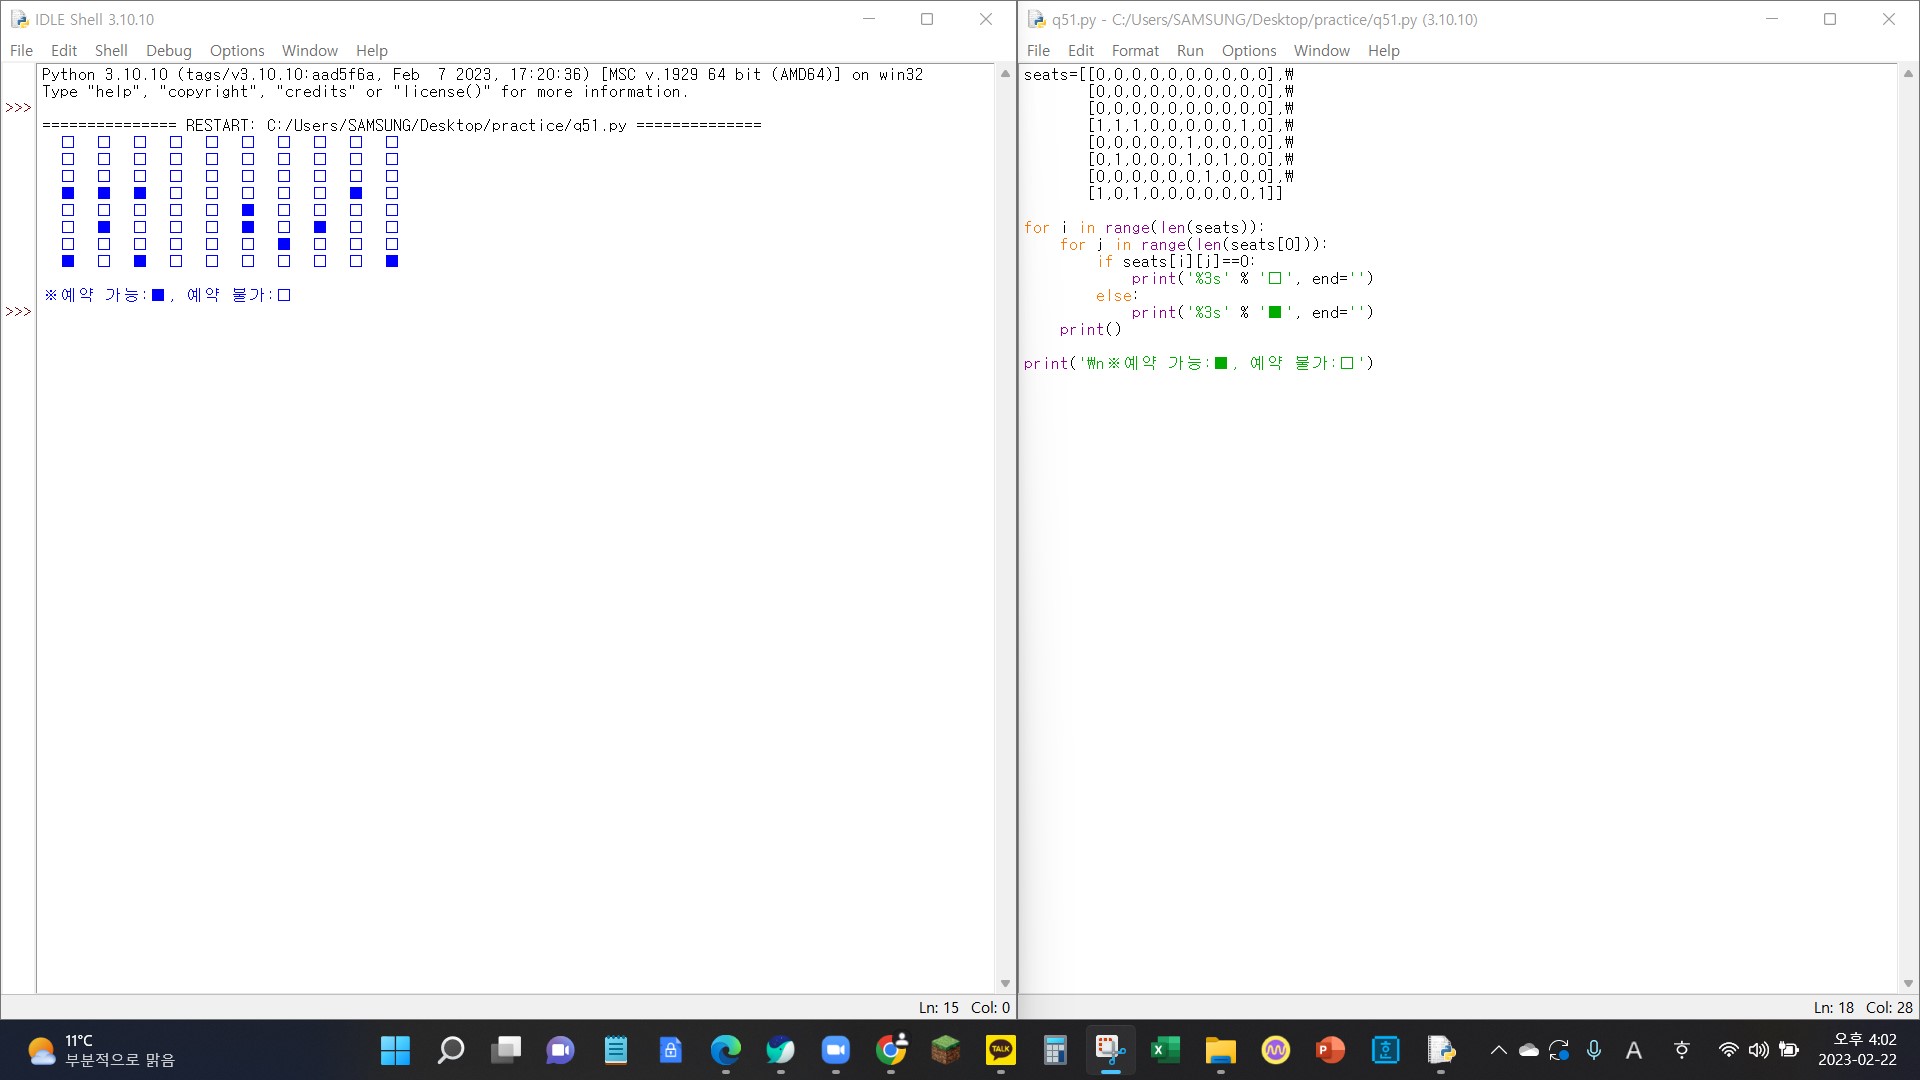 IDLE Shell 3.10.10
File Edit Shell Debug Options Window Help
Python 3.10.10 (tags/v3.10.10:aad5f6a, Feb  7 2023, 17:20:36) [MSC v.1929 64 bit (AMD64)] on win32
Type "help", "copyright", "credits" or "license()" for more information.
>>>
=============== RESTART: C:/Users/SAMSUNG/Desktop/practice/q51.py ==============
□ □ □ □ □ □ □ □ □ □
□ □ □ □ □ □ □ □ □ □
□ □ □ □ □ □ □ □ □ □
■ ■ ■ □ □ □ □ □ ■ □
□ □ □ □ □ ■ □ □ □ □
□ ■ □ □ □ ■ □ ■ □ □
□ □ □ □ □ □ ■ □ □ □
■ □ ■ □ □ □ □ □ □ ■
※예약 가능:■, 예약 불가:□
>>>
Ln: 15 Col: 0
q51.py - C:/Users/SAMSUNG/Desktop/practice/q51.py (3.10.10)
File Edit Format Run Options Window Help
seats=[[0,0,0,0,0,0,0,0,0,0],₩
[0,0,0,0,0,0,0,0,0,0],₩
[0,0,0,0,0,0,0,0,0,0],₩
[1,1,1,0,0,0,0,0,1,0],₩
[0,0,0,0,0,1,0,0,0,0],₩
[0,1,0,0,0,1,0,1,0,0],₩
[0,0,0,0,0,0,1,0,0,0],₩
[1,0,1,0,0,0,0,0,0,1]]
for i in range(len(seats)):
    for j in range(len(seats[0])):
        if seats[i][j]==0:
            print('%3s' % '□', end='')
        else:
            print('%3s' % '■', end='')
    print()
print('₩n※예약 가능:■, 예약 불가:□')
Ln: 18 Col: 28
11°C
부분적으로 맑음
TALK
A
오후 4:02
2023-02-22